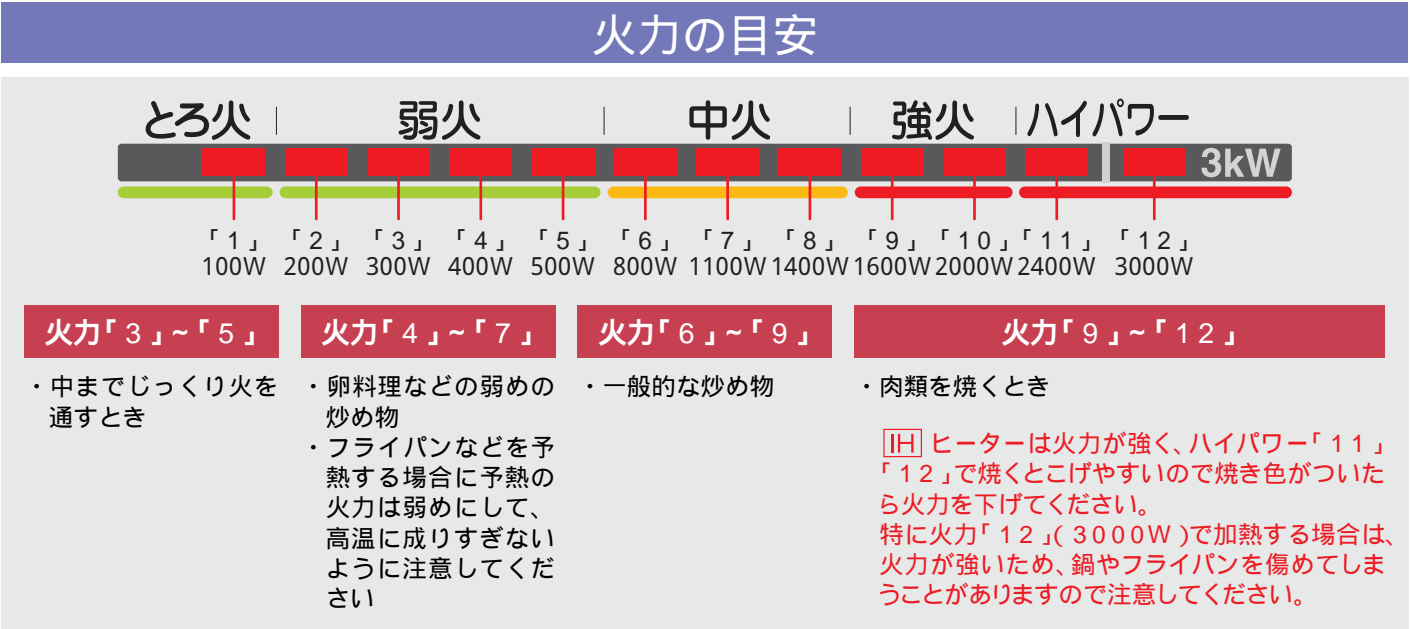 火力の目安
とろ火 弱火 中火 強火 ハイパワー
3kW
「1」 「2」 「3」 「4」 「5」 「6」 「7」 「8」 「9」 「10」 「11」 「12」
100W 200W 300W 400W 500W 800W 1100W 1400W 1600W 2000W 2400W 3000W
火力「3」~「5」
・中までじっくり火を
通すとき
火力「4」~「7」
・卵料理などの弱めの
炒め物
・フライパンなどを予
熱する場合に予熱の
火力は弱めにして、
高温に成りすぎない
ように注意してくだ
さい
火力「6」~「9」
・一般的な炒め物
火力「9」~「12」
・肉類を焼くとき
IH ヒーターは火力が強く、ハイパワー「11」
「12」で焼くとこげやすいので焼き色がついた
ら火力を下げてください。
特に火力「12」(3000W)で加熱する場合は、
火力が強いため、鍋やフライパンを傷めてしま
うことがありますので注意してください。